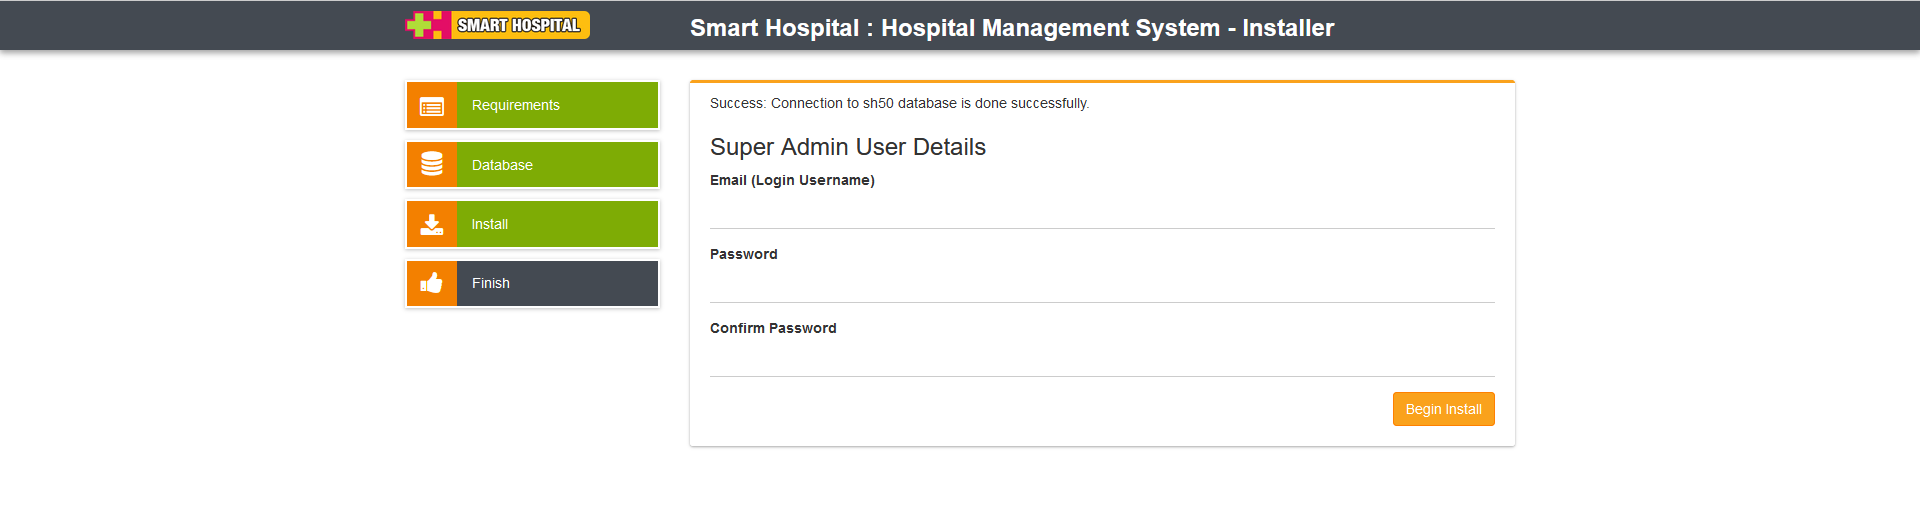 SMART HOSPITAL
Smart Hospital : Hospital Management System - Installer
Requirements
Database
Install
Finish
Success: Connection to sh50 database is done successfully.
Super Admin User Details
Email (Login Username)
Password
Confirm Password
Begin Install